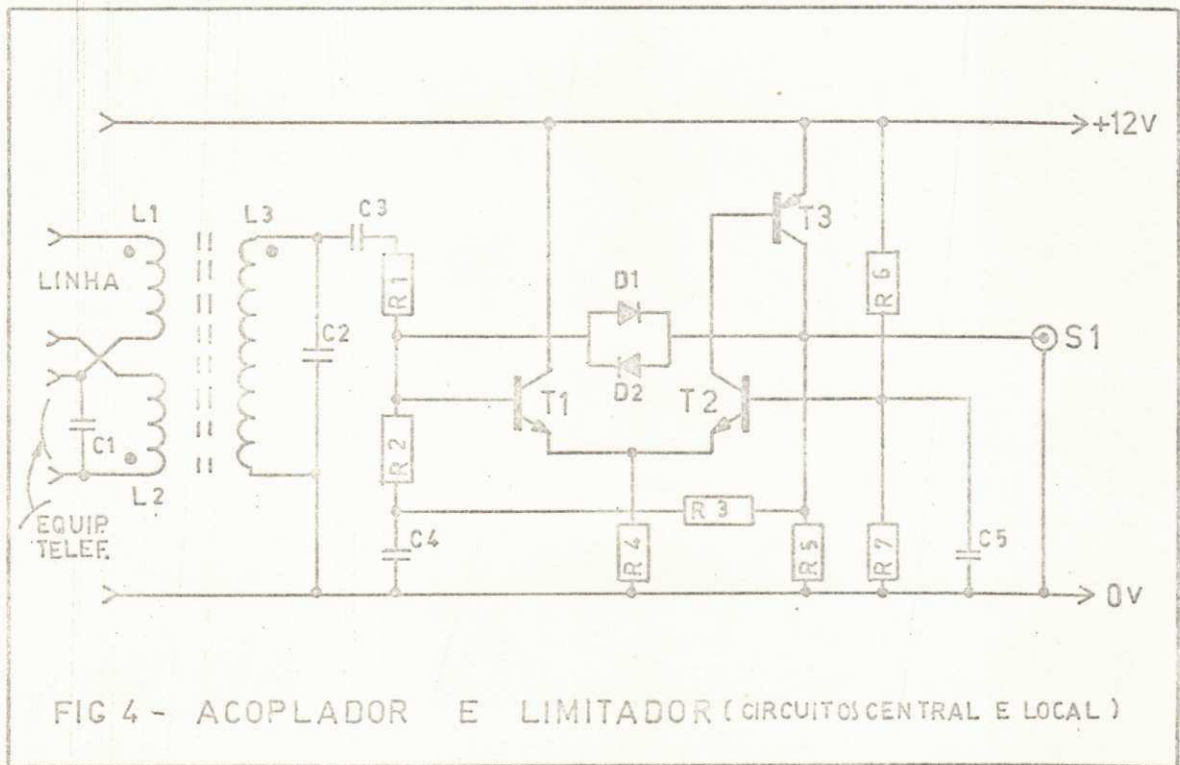 +12V
L1
L3
C3
T3
LINHA
R1
D1
R6
C2
S1
D2
T1
T2
C1
R2
L2
R3
EQUIP.
TELEF.
C4
R4
R5
R7
C5
0V
FIG 4 - ACOPLADOR E LIMITADOR (CIRCUITOS CENTRAL E LOCAL)